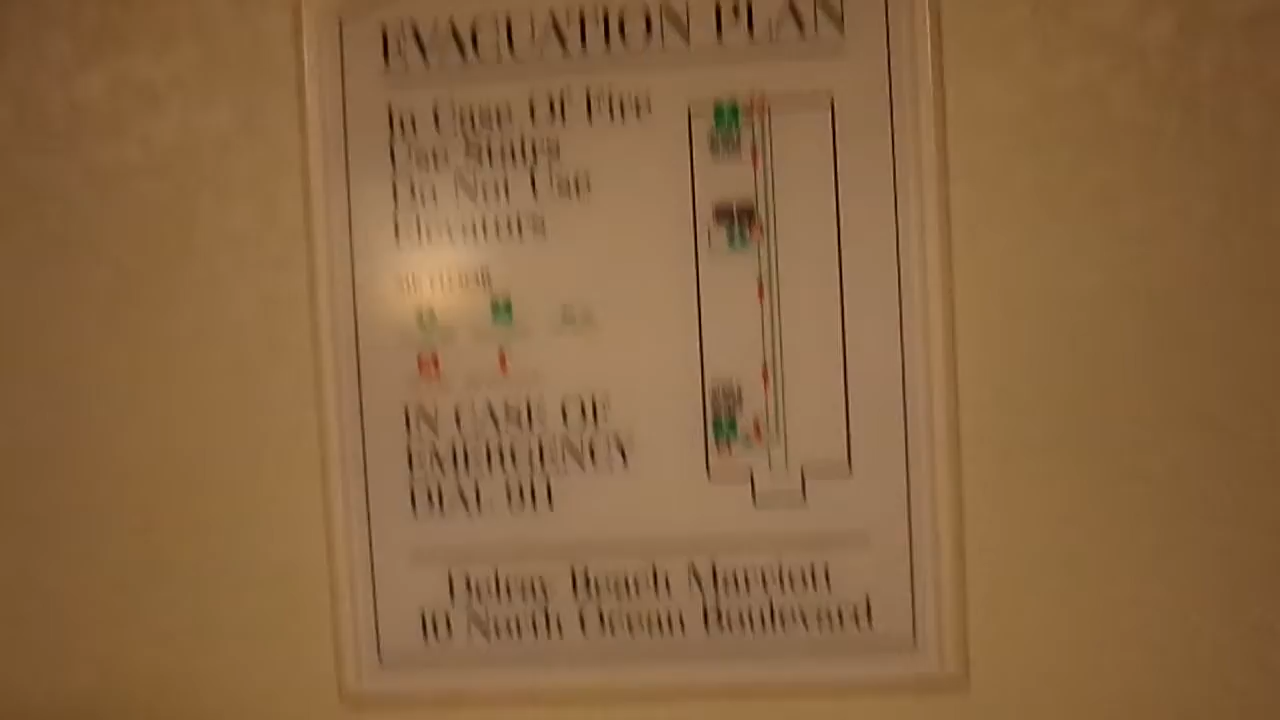 EVACUATION PLAN
In Case Of Fire
Use Stairs
Do Not Use
Elevators
IN CASE OF
EMERGENCY
DIAL 911
Delray Beach Marriott
10 North Ocean Boulevard